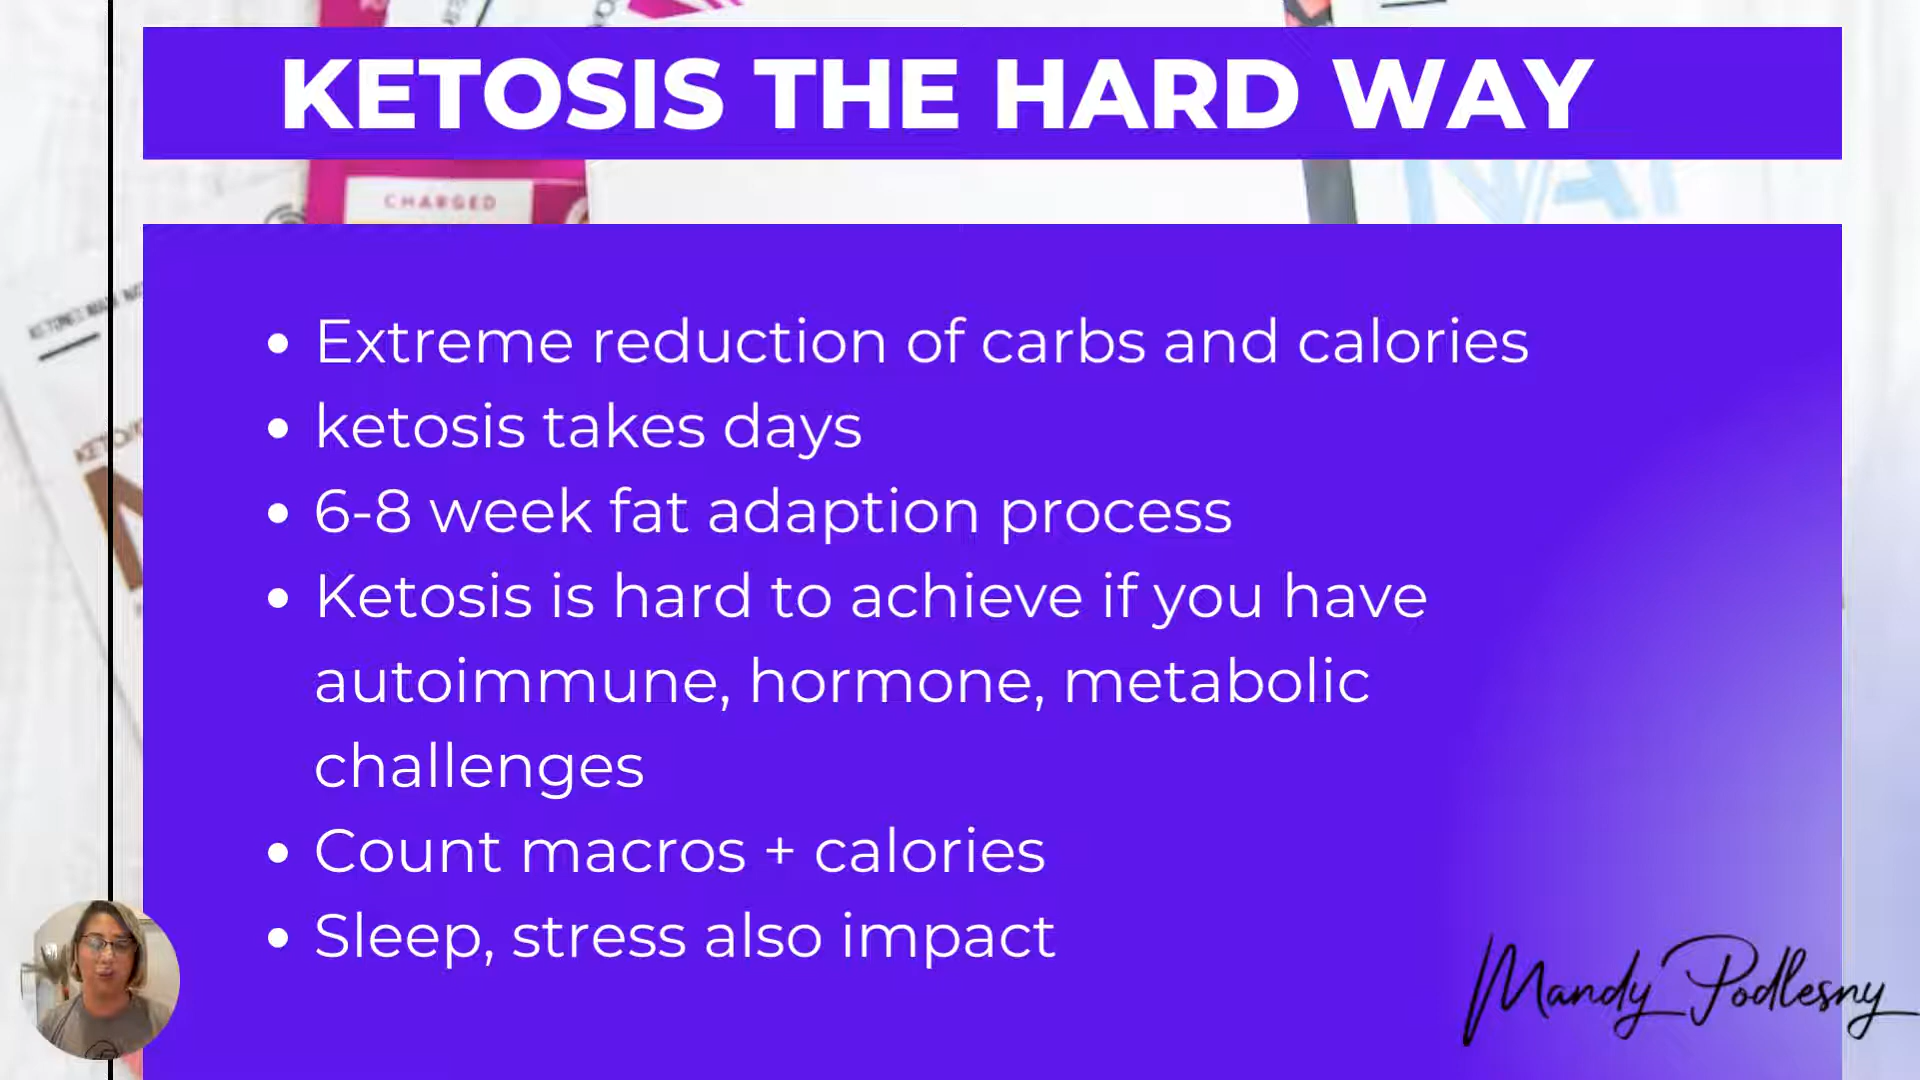 KETOSIS THE HARD WAY
CHARGED
NAT
• Extreme reduction of carbs and calories
• ketosis takes days
• 6-8 week fat adaption process
• Ketosis is hard to achieve if you have
autoimmune, hormone, metabolic
challenges
• Count macros + calories
• Sleep, stress also impact
Mandy Podlesny